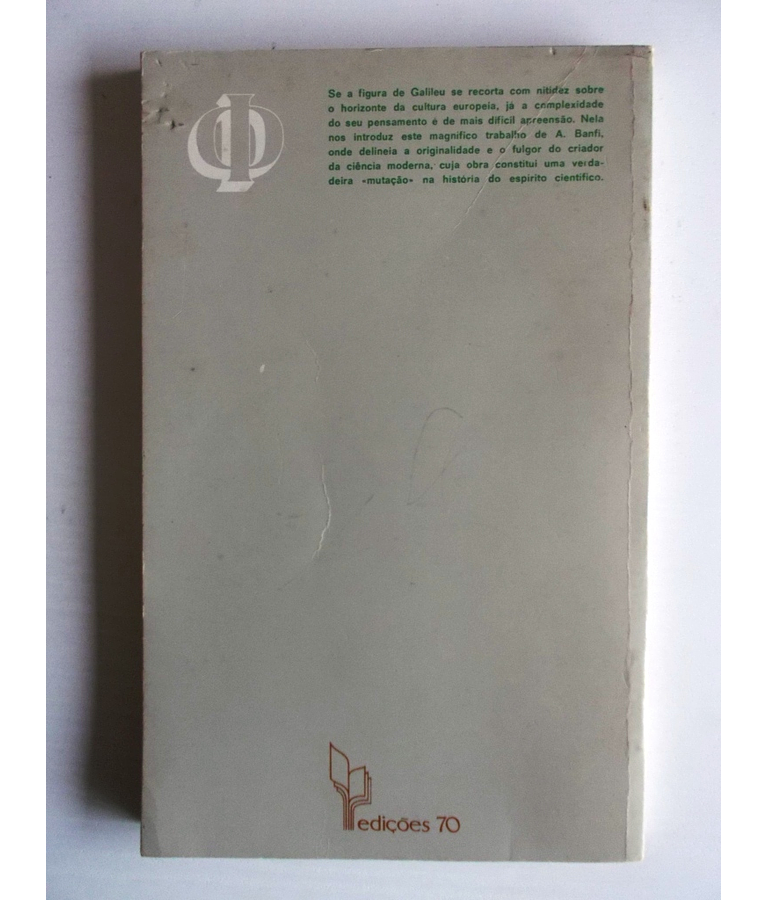 Se a figura de Galileu se recorta com nitidez sobre
o horizonte da cultura europeia, já a complexidade
do seu pensamento é de mais difícil apreensão. Nela
nos introduz este magnífico trabalho de A. Banfi,
onde delineia a originalidade e o fulgor do criador
da ciência moderna, cuja obra constitui uma verda-
deira «mutação» na história do espírito científico.
edições 70